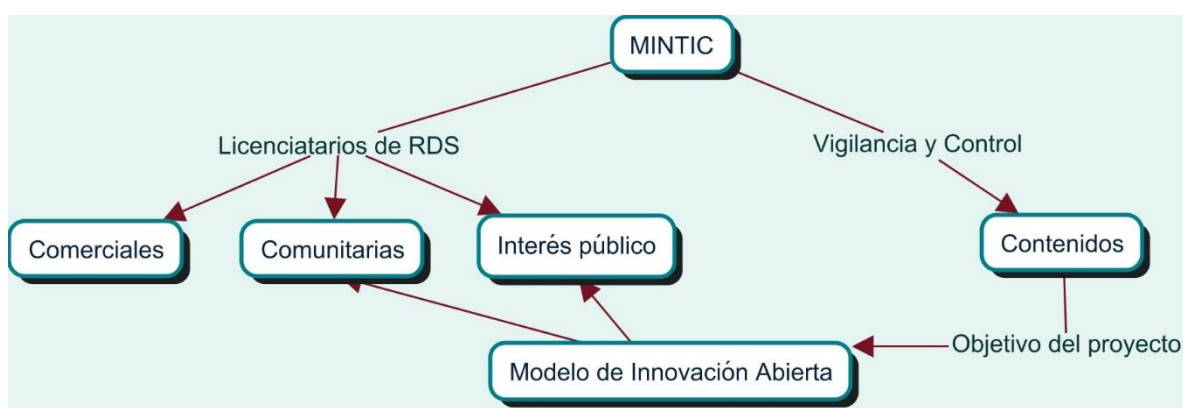 MINTIC
Licenciatarios de RDS
Vigilancia y Control
Comerciales
Comunitarias
Interés público
Contenidos
Objetivo del proyecto
Modelo de Innovación Abierta